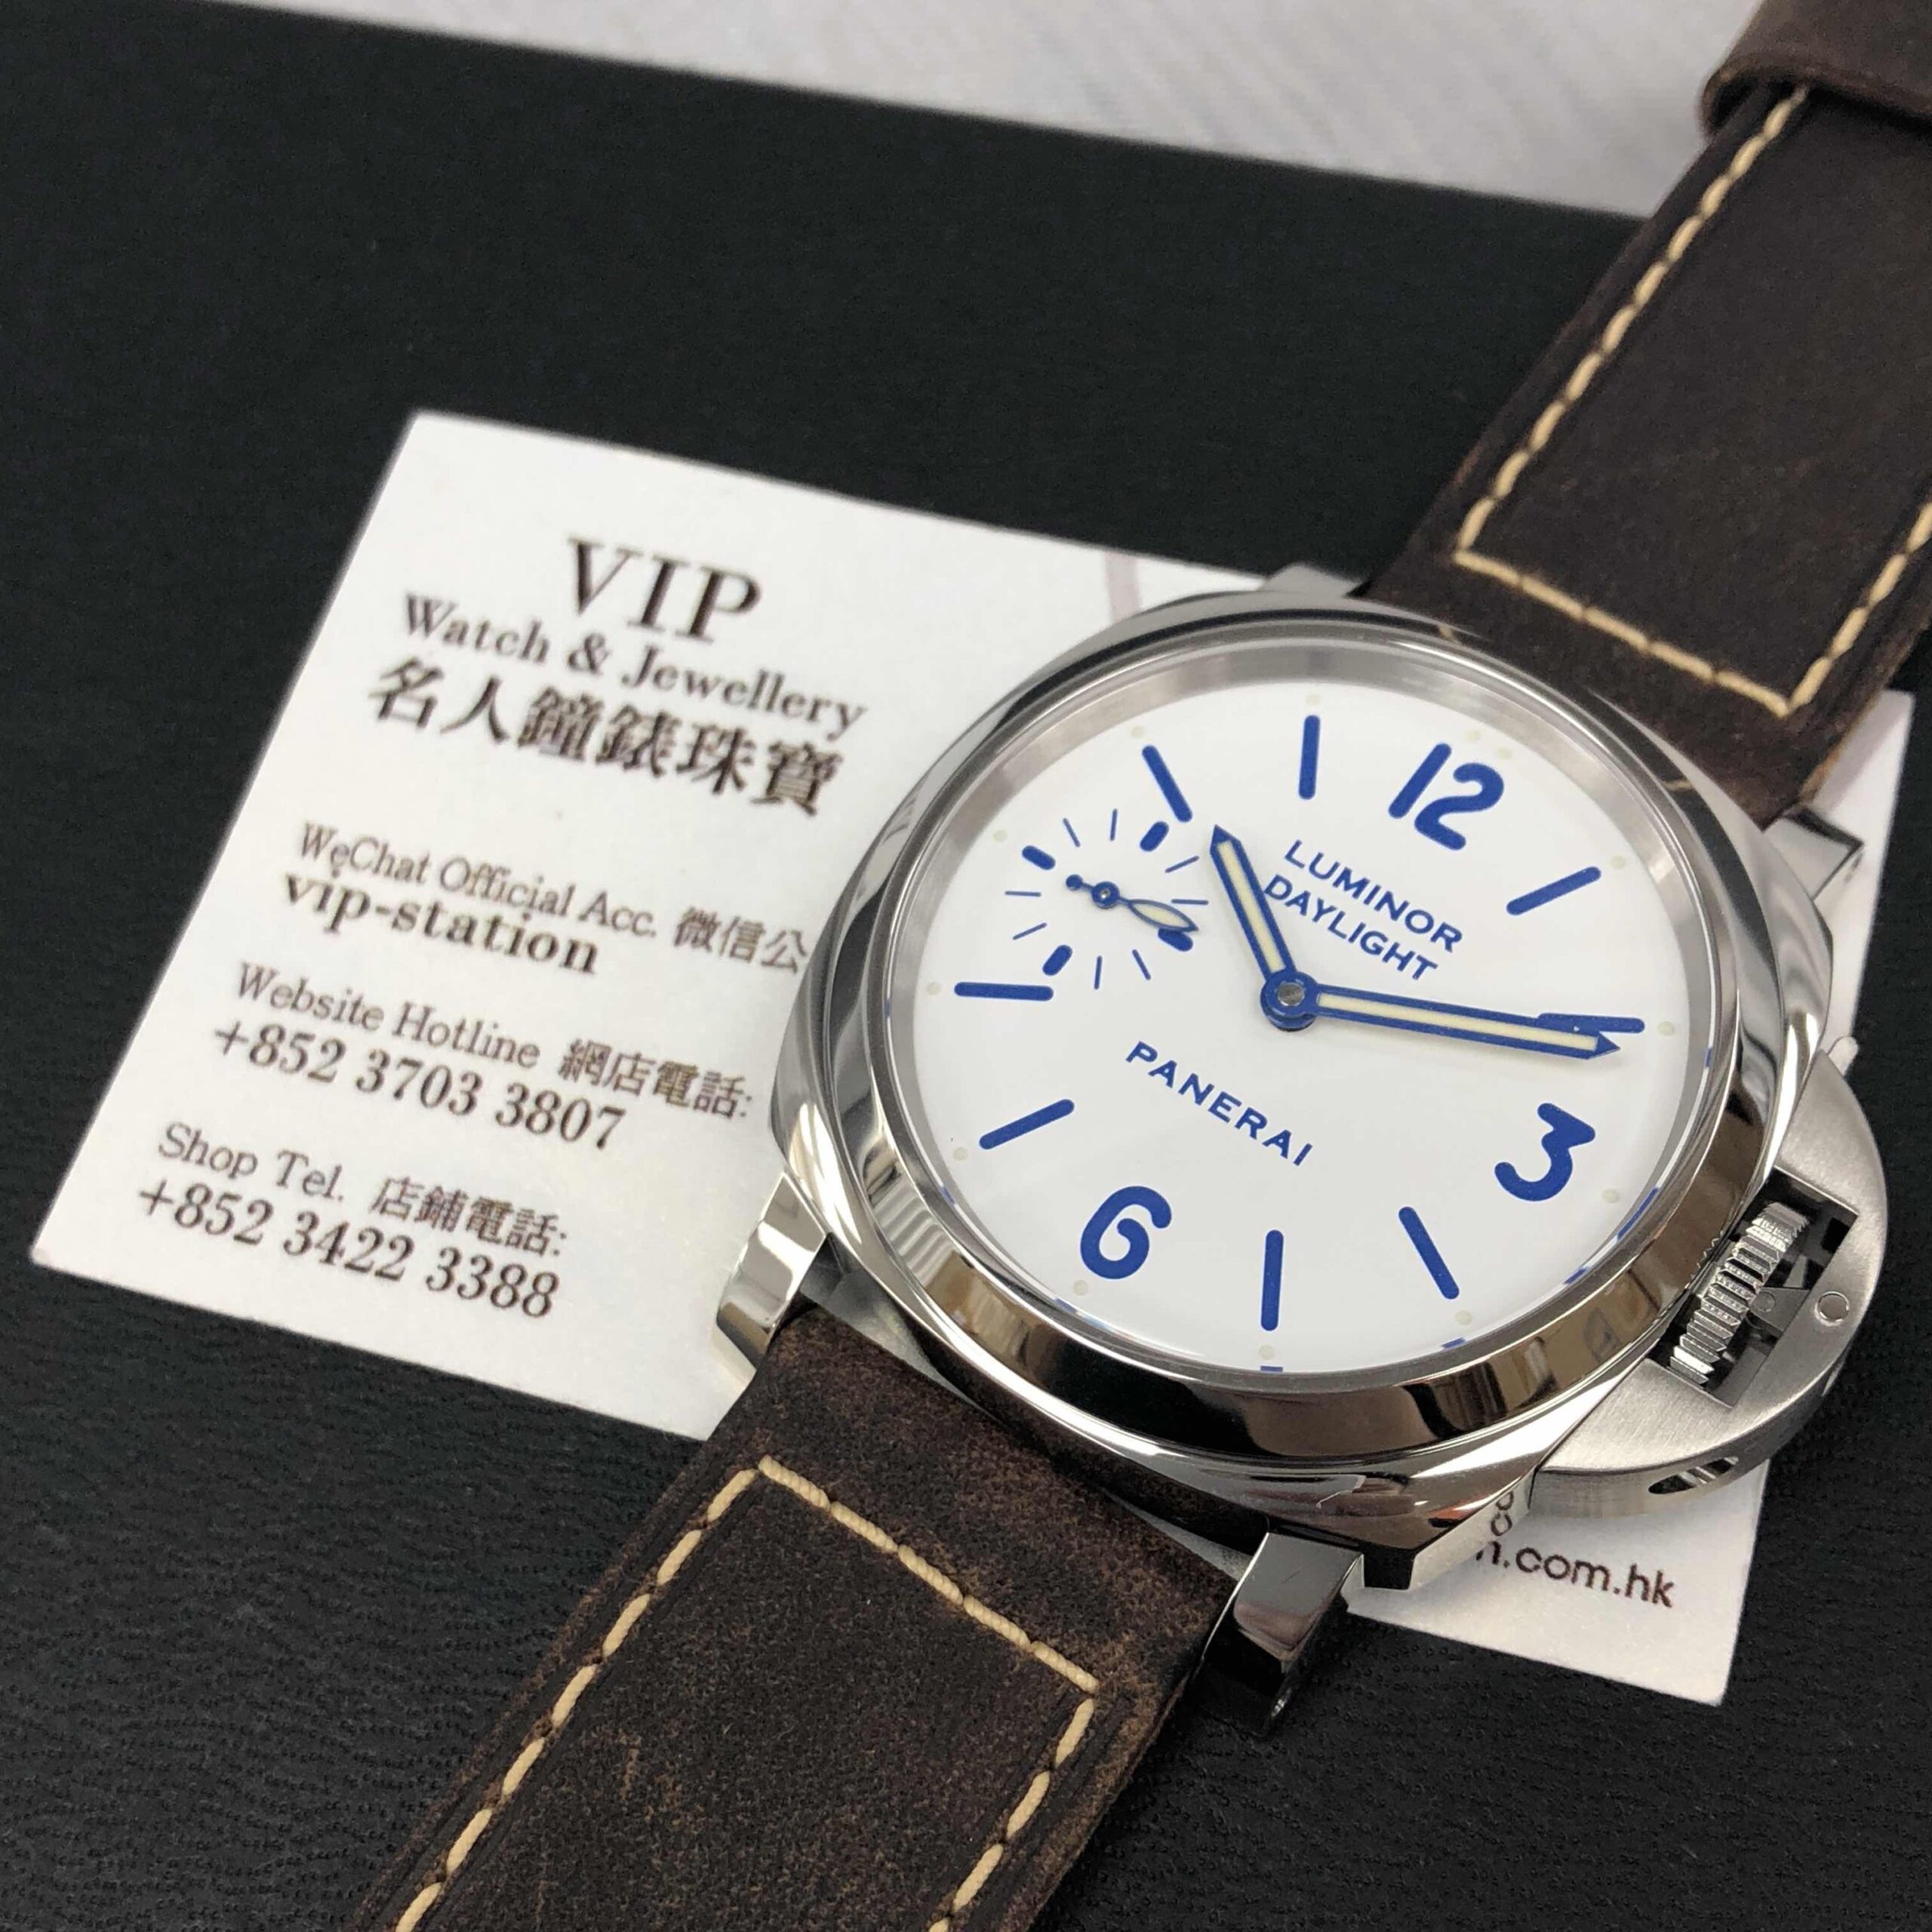 VIP
Watch & Jewellery
名人鐘錶珠寶
WeChat Official Acc. 微信公
vip-station
Website Hotline 網店電話:
+852 3703 3807
Shop Tel. 店鋪電話:
+852 3422 3388
.com.hk
12
LUMINOR
DAYLIGHT
PANERAI
3
6